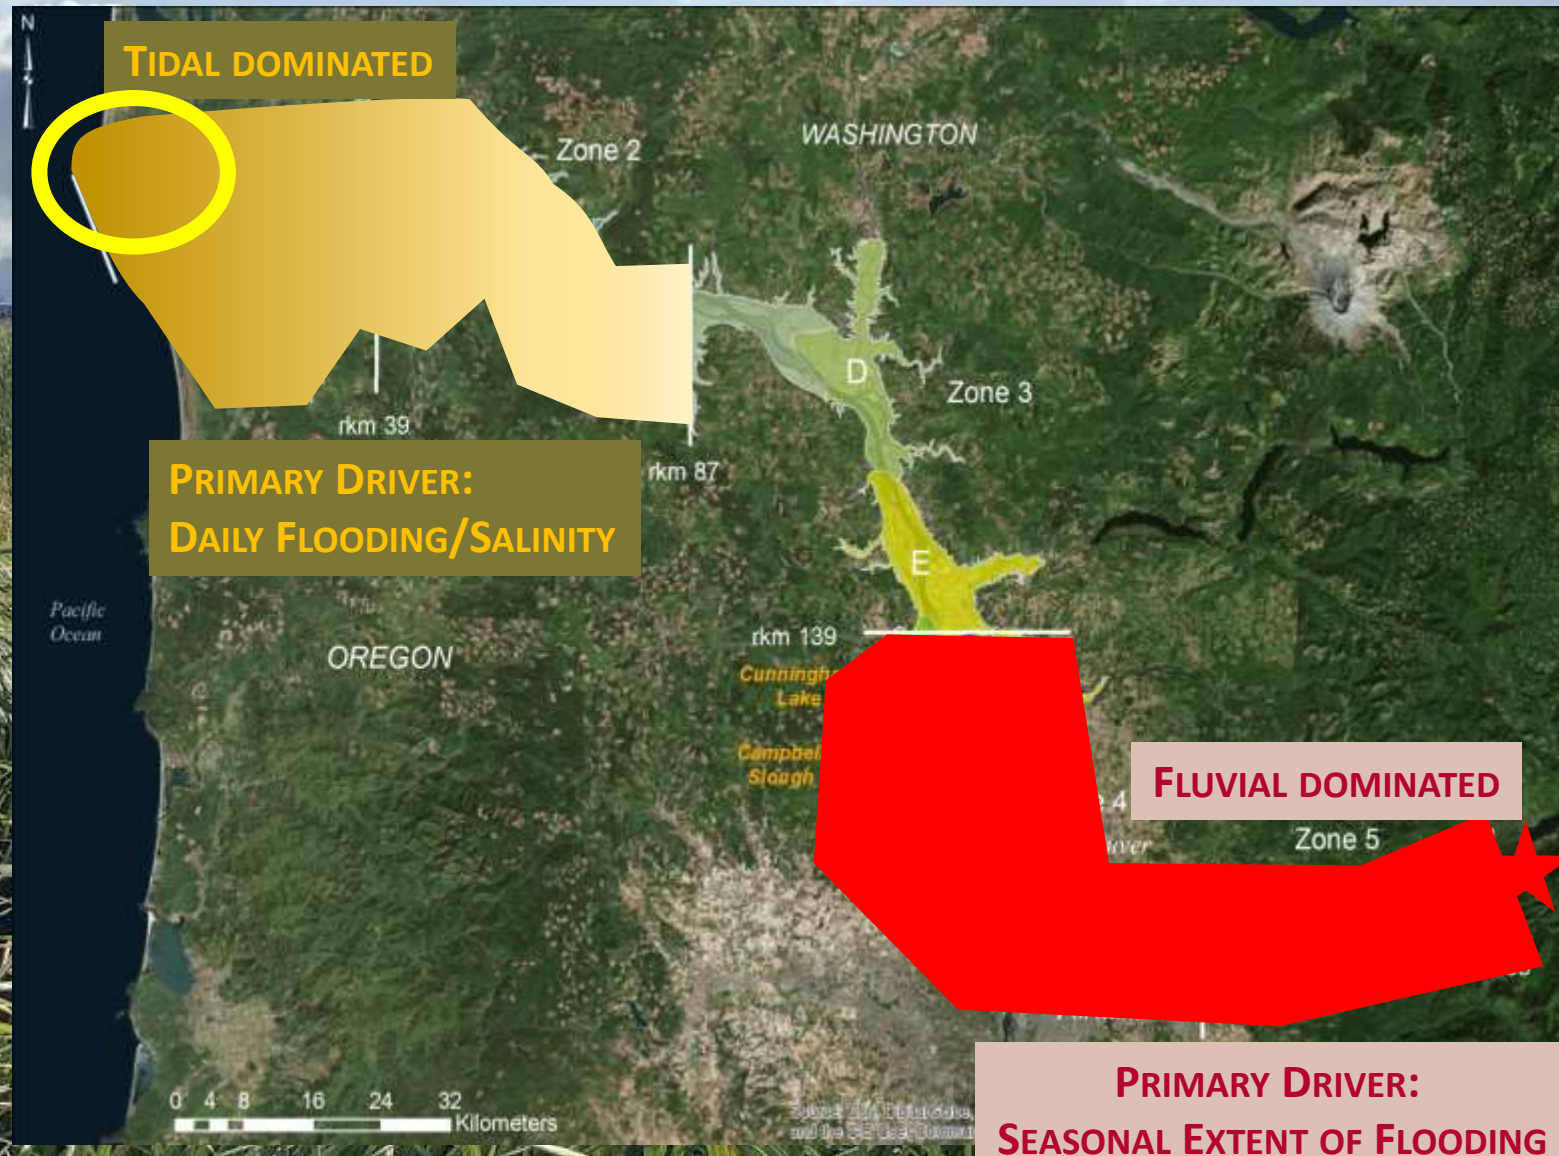 N
TIDAL DOMINATED
Zone 2
WASHINGTON
D
Zone 3
rkm 39
rkm 87
PRIMARY DRIVER:
DAILY FLOODING/SALINITY
E
Pacific
Ocean
OREGON
rkm 139
Lake
Slough
FLUVIAL DOMINATED
4
Zone 5
0 4 8 16 24 32
Kilometers
PRIMARY DRIVER:
SEASONAL EXTENT OF FLOODING